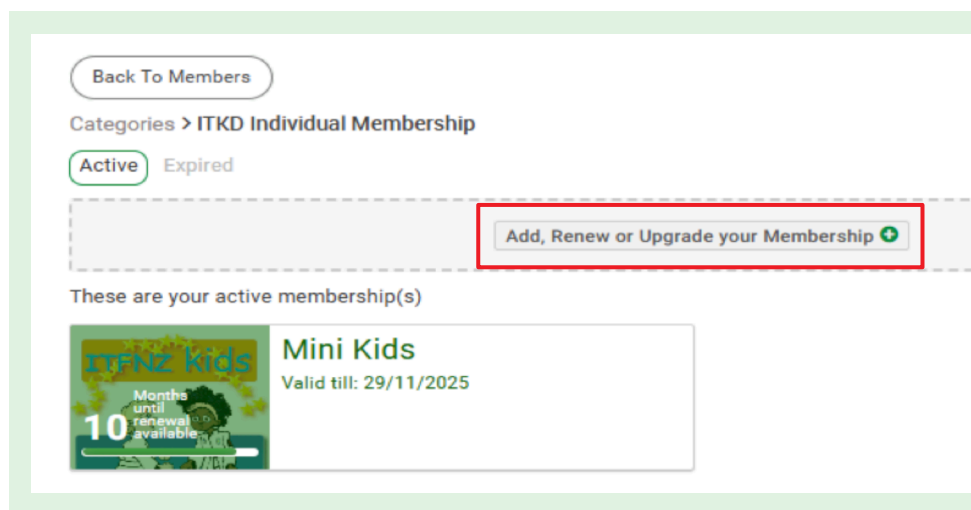 Back To Members
Categories > ITKD Individual Membership
Active Expired
Add, Renew or Upgrade your Membership
These are your active membership(s)
ITFNZ Kids
Mini Kids
Valid till: 29/11/2025
10 Months
until
renewal
available